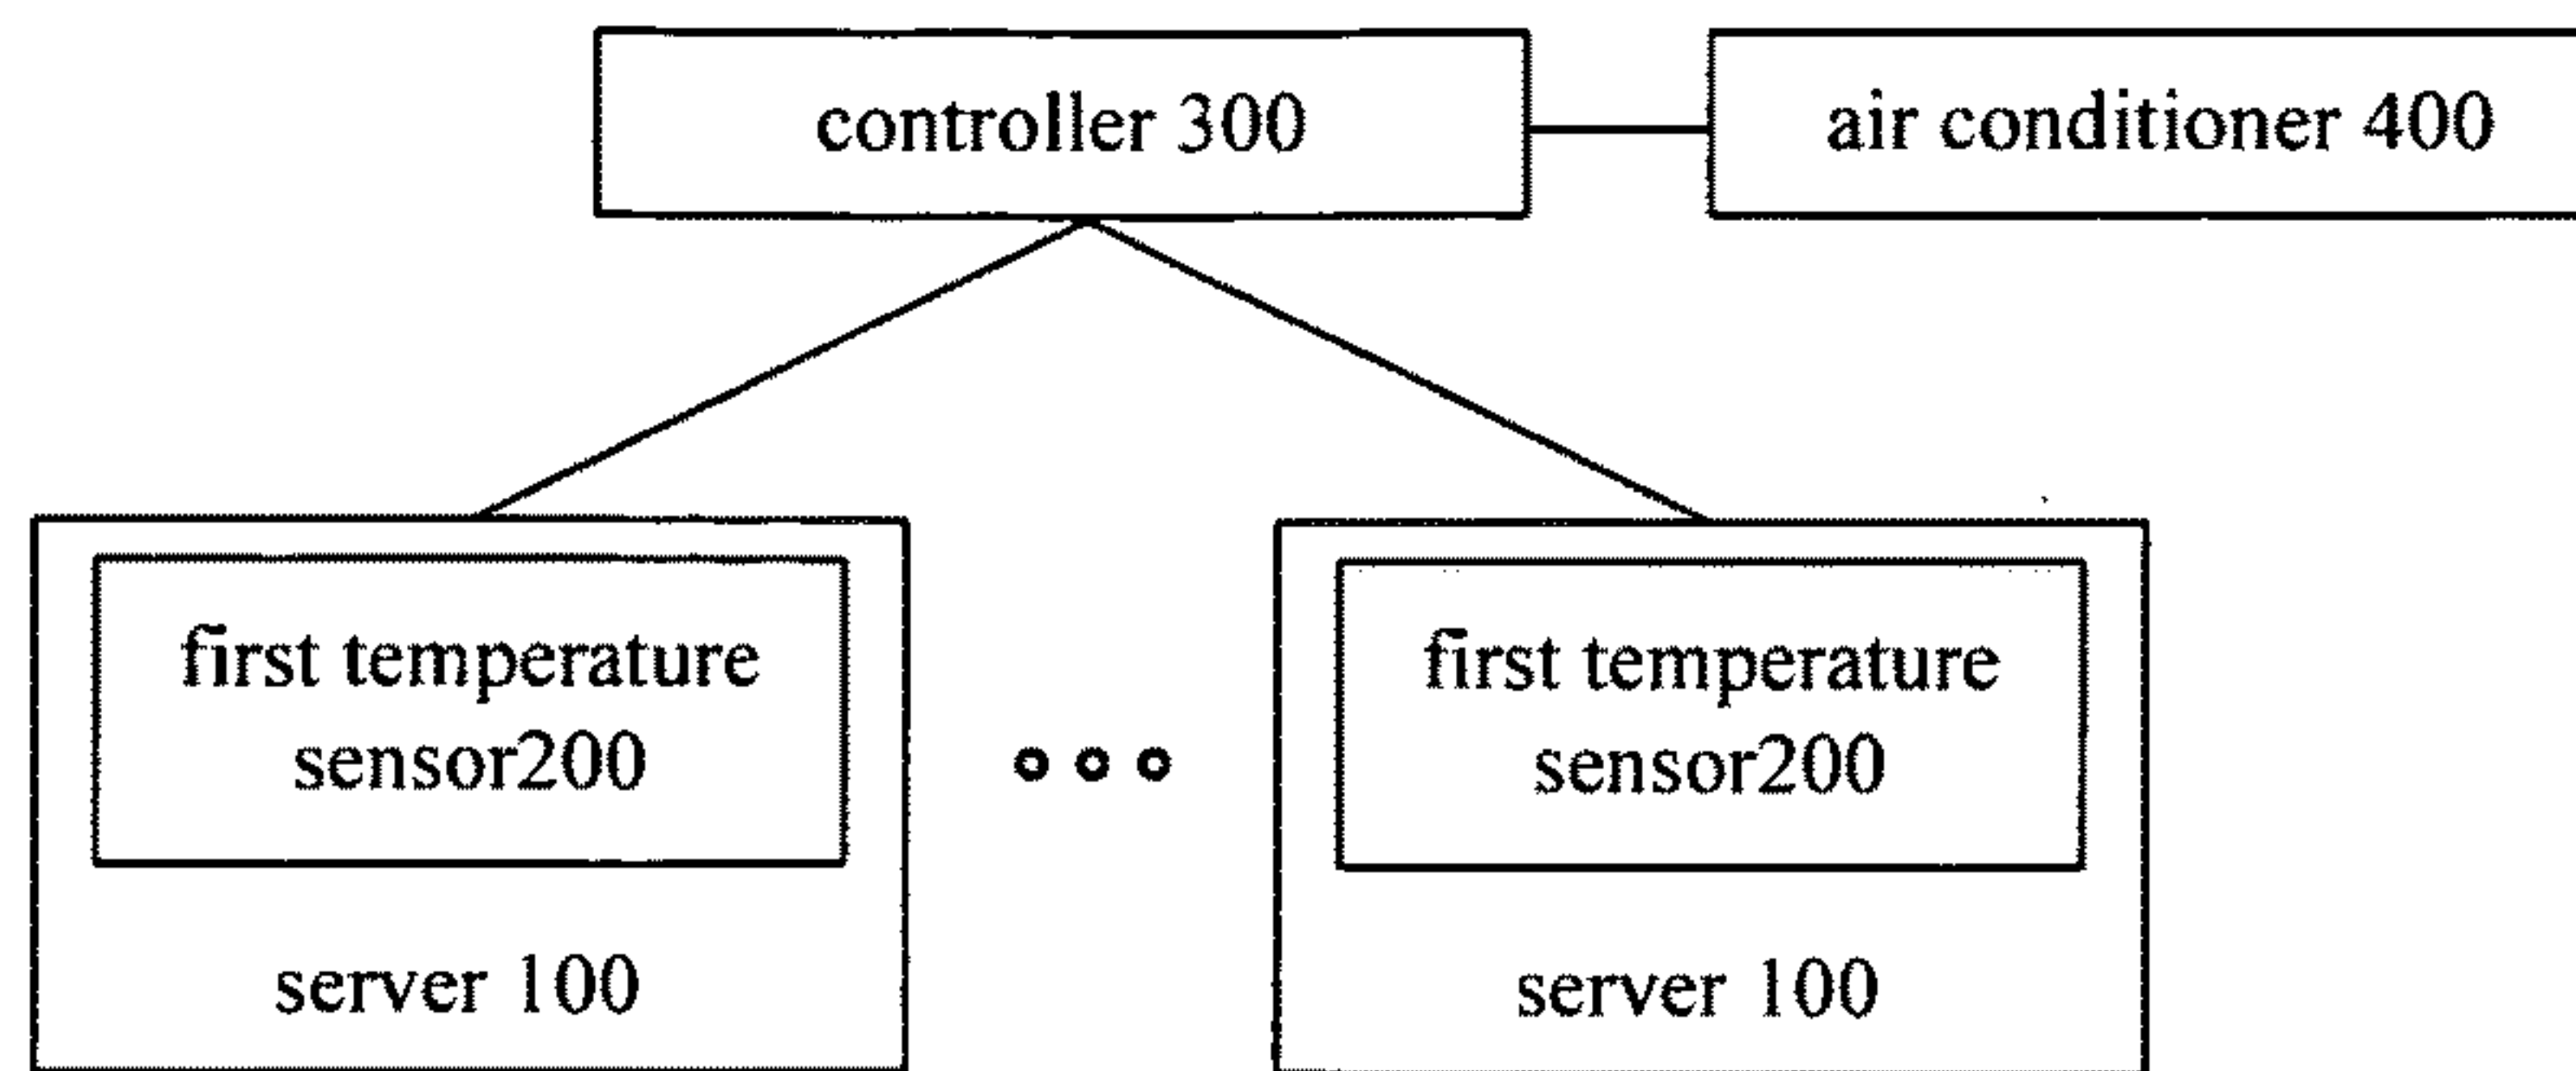 controller 300
air conditioner 400
first temperature
sensor200
server 100
first temperature
sensor200
server 100